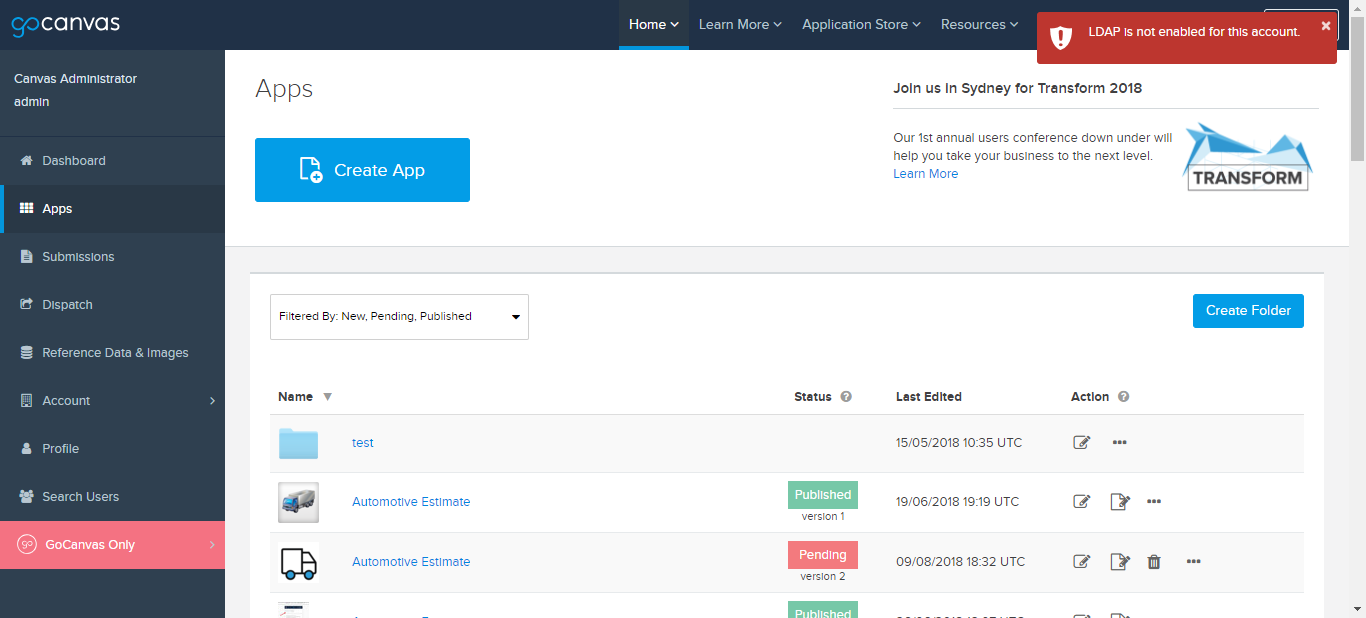 gocanvas
Home
Learn More
Application Store
Resources
LDAP is not enabled for this account.
Canvas Administrator
admin
Dashboard
Apps
Submissions
Dispatch
Reference Data & Images
Account
Profile
Search Users
GoCanvas Only
Apps
Create App
Join us in Sydney for Transform 2018
Our 1st annual users conference down under will
help you take your business to the next level.
Learn More
TRANSFORM
Filtered By: New, Pending, Published
Create Folder
Name
Status
Last Edited
Action
test
15/05/2018 10:35 UTC
Automotive Estimate
Published
version 1
19/06/2018 19:19 UTC
Automotive Estimate
Pending
version 2
09/08/2018 18:32 UTC
Published